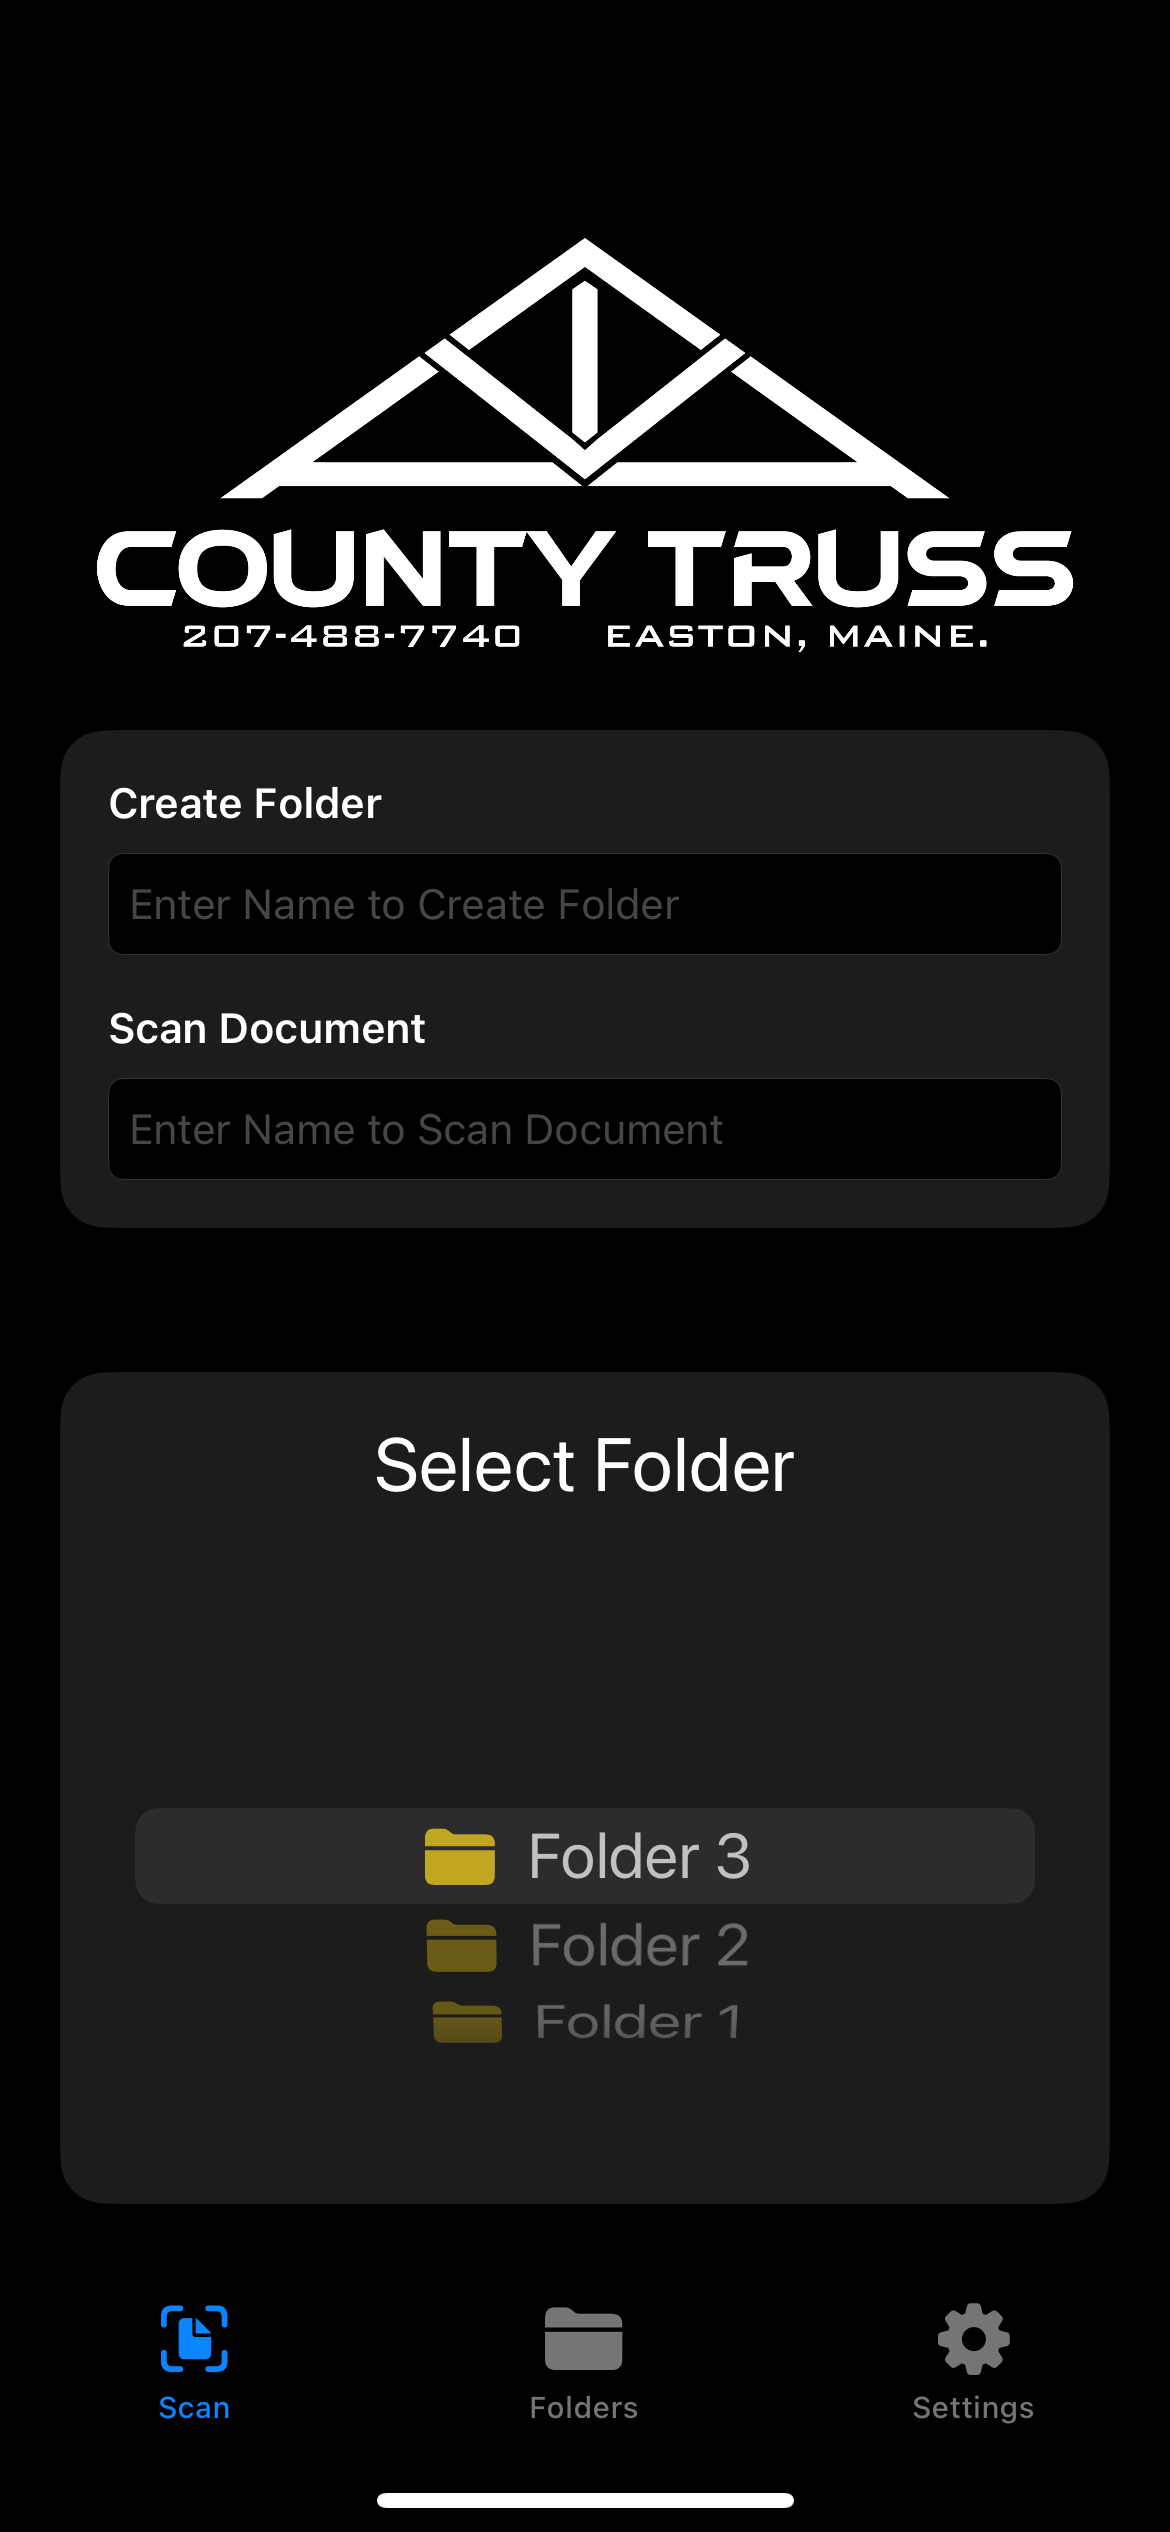 COUNTY TRUSS
207-488-7740 EASTON, MAINE.
Create Folder
Enter Name to Create Folder
Scan Document
Enter Name to Scan Document
Select Folder
Folder 3
Folder 2
Folder 1
Scan Folders Settings